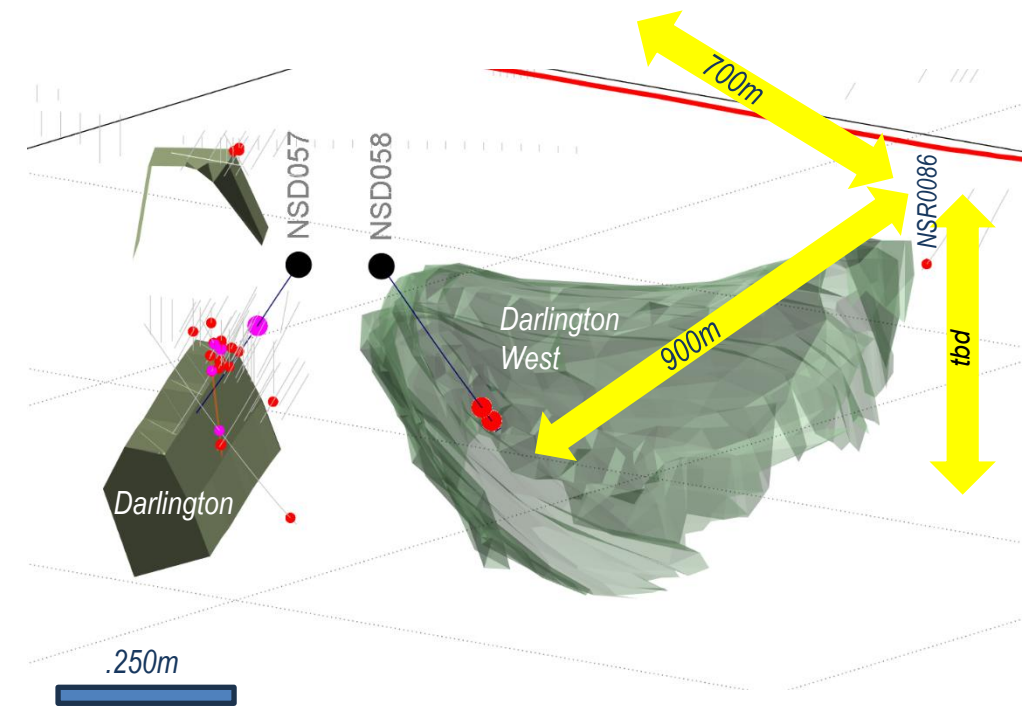 700m
NSD057
NSD058
NSR0086
Darlington
West
900m
tbd
Darlington
.250m